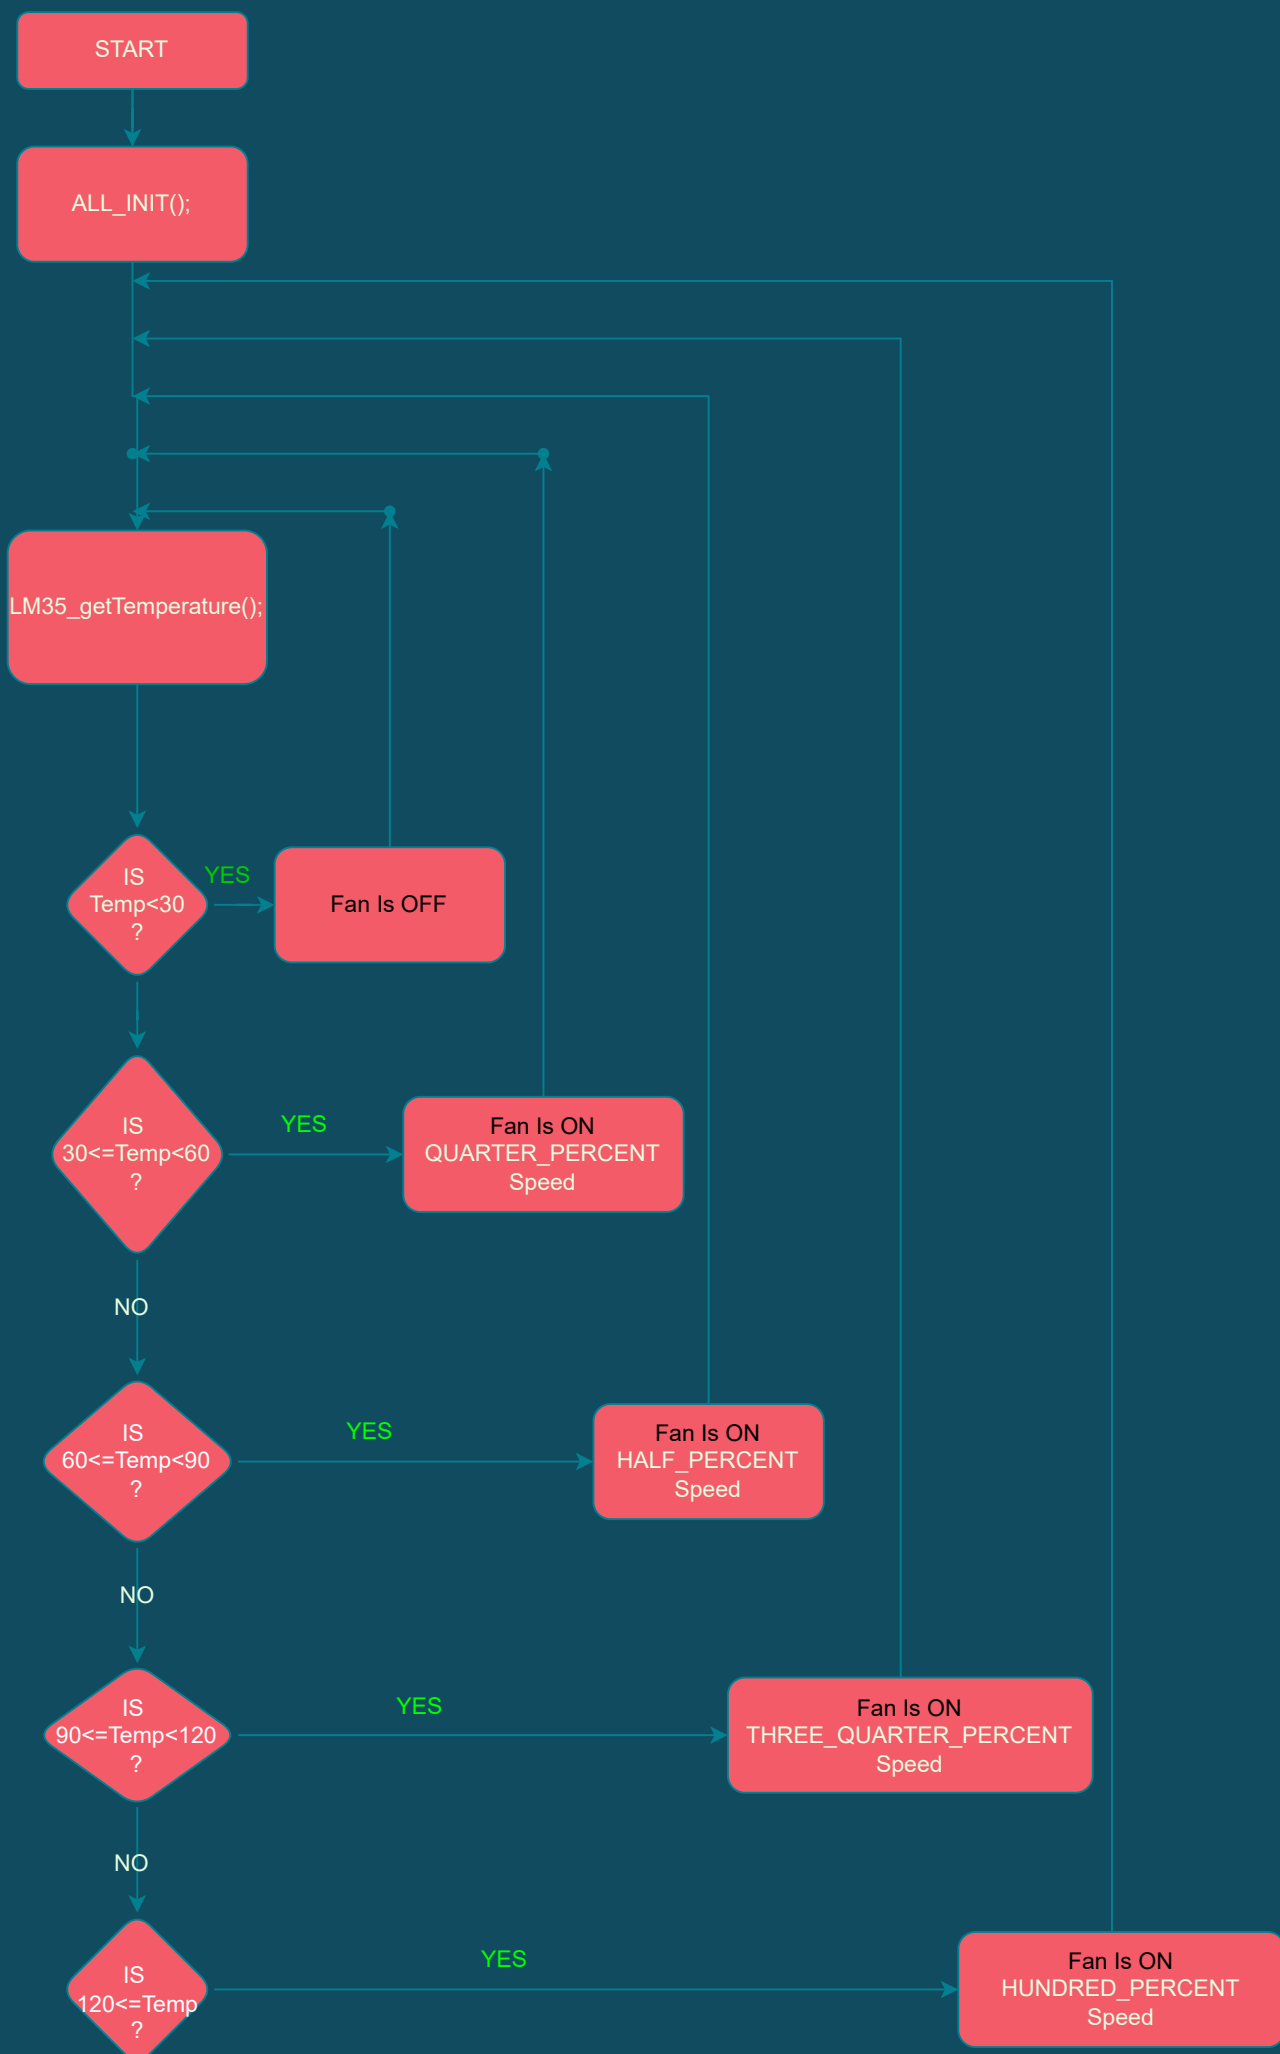 START
ALL_INIT();
LM35_getTemperature();
IS
Temp<30
?
YES
Fan Is OFF
IS
30<=Temp<60
?
YES
Fan Is ON
QUARTER_PERCENT
Speed
NO
IS
60<=Temp<90
?
YES
Fan Is ON
HALF_PERCENT
Speed
NO
IS
90<=Temp<120
?
YES
Fan Is ON
THREE_QUARTER_PERCENT
Speed
NO
IS
120<=Temp
?
YES
Fan Is ON
HUNDRED_PERCENT
Speed